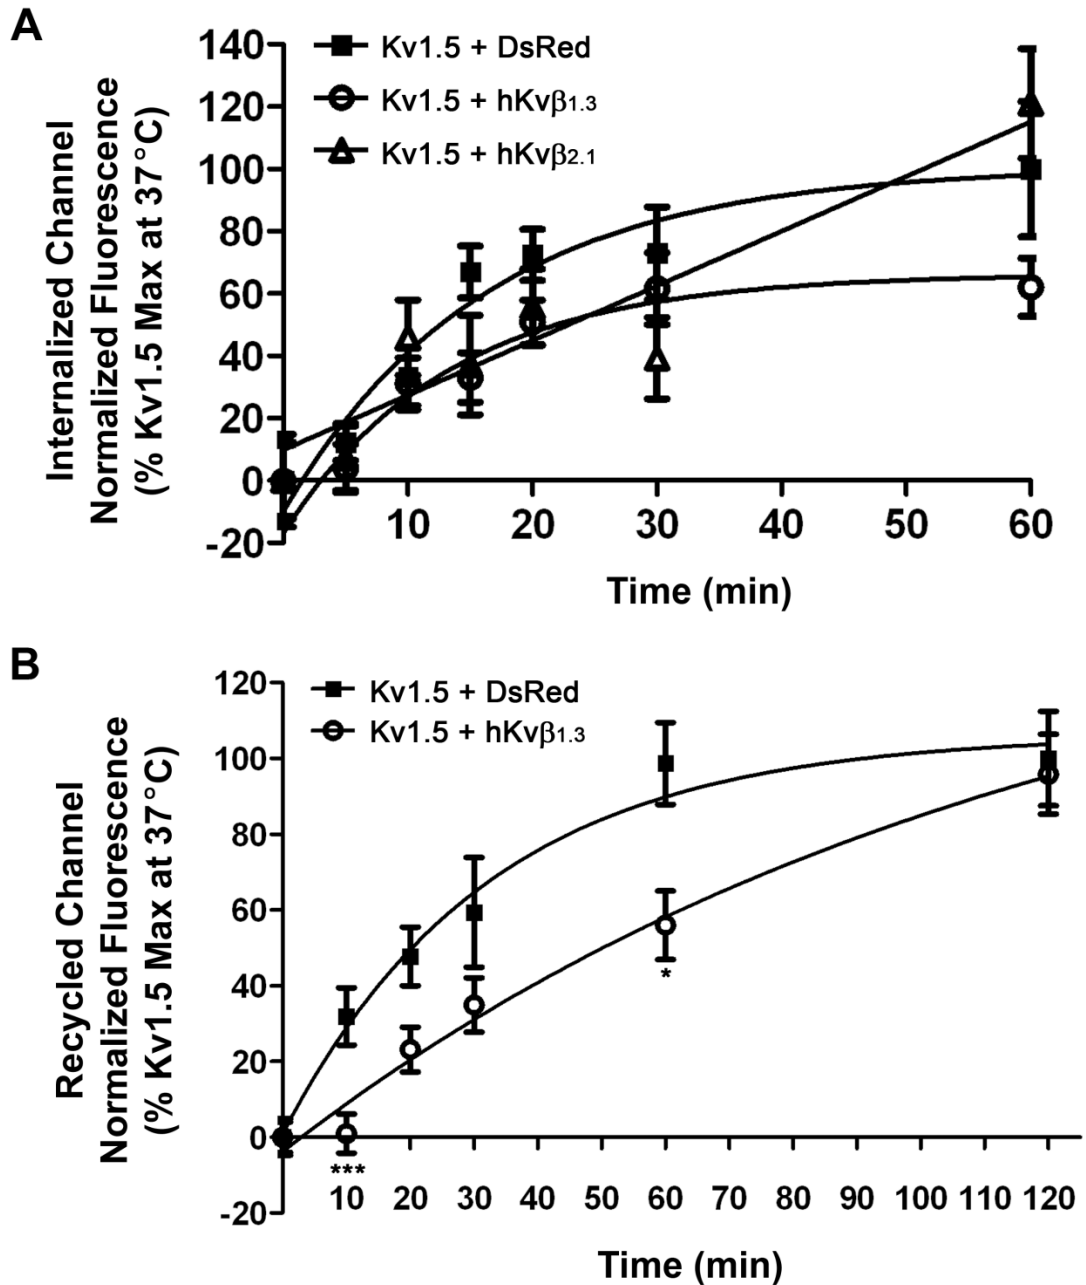 A
Kv1.5 + DsRed
Kv1.5 + hKvβ1.3
Kv1.5 + hKvβ2.1
Internalized Channel
Normalized Fluorescence
(% Kv1.5 Max at 37°C)
140
120
100
80
60
40
20
0
-20
10 20 30 40 50 60
Time (min)
B
Kv1.5 + DsRed
Kv1.5 + hKvβ1.3
Recycled Channel
Normalized Fluorescence
(% Kv1.5 Max at 37°C)
120
100
80
60
40
20
0
-20
*
***
10 20 30 40 50 60 70 80 90 100 110 120
Time (min)